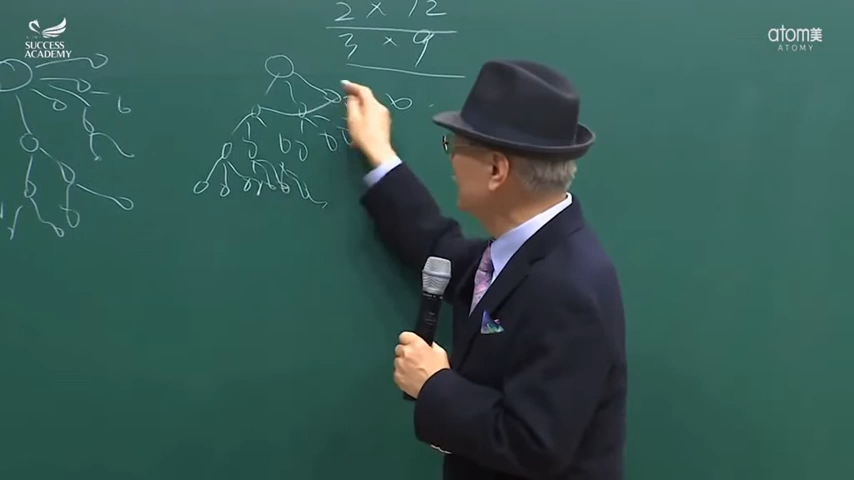 2 × 12
3 × 9
SUCCESS
ACADEMY
atom美
ATOMY